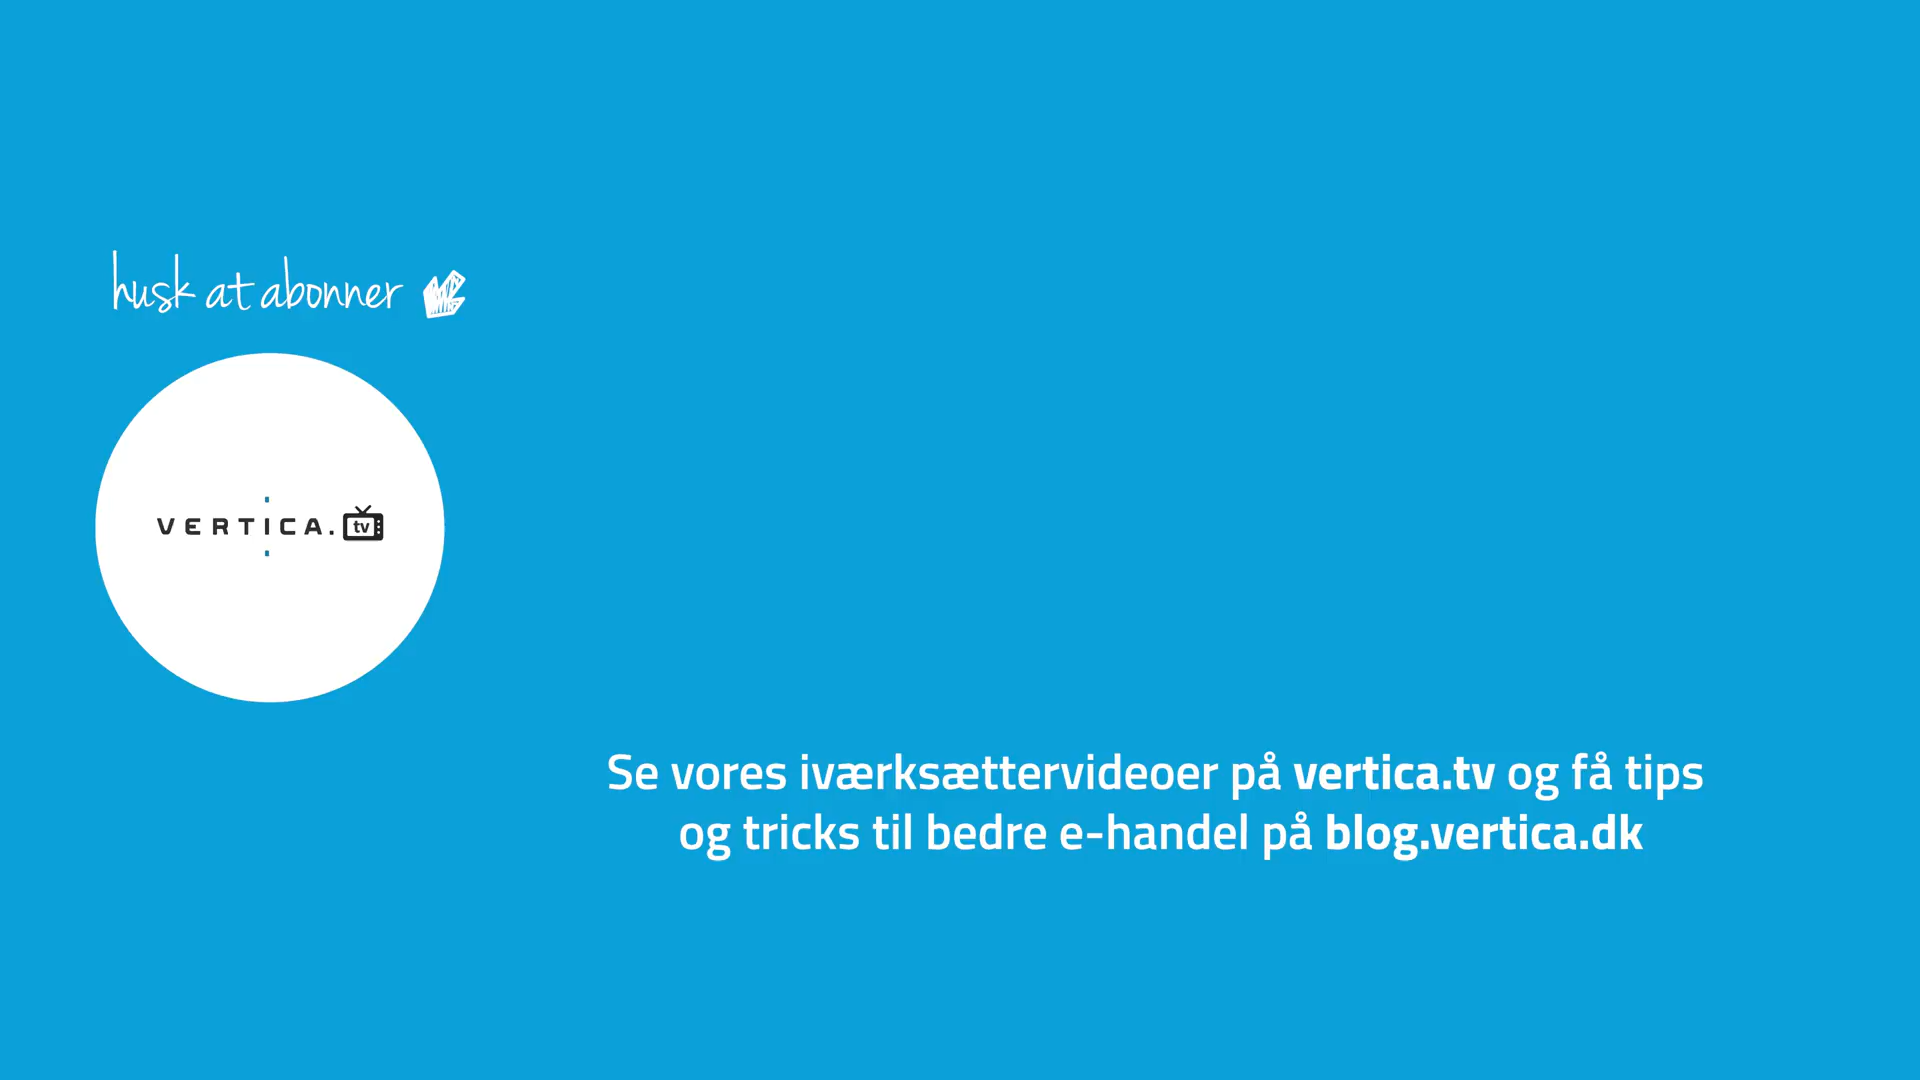 husk at abonner
VERTICA.tv
Se vores iværksættervideoer på vertica.tv og få tips
og tricks til bedre e-handel på blog.vertica.dk